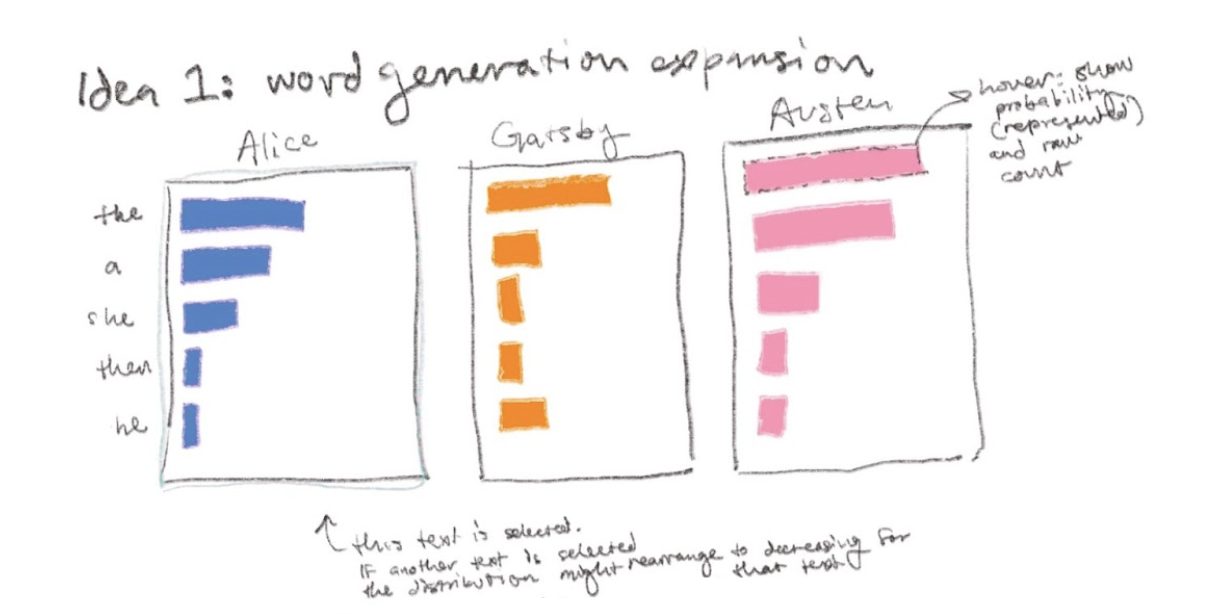 Idea 1: word generation expansion
Alice
Gatsby
Austen
hover: show
probability
(represented)
and raw
count
the
a
she
then
he
this text is selected.
IF another text is selected
the distribution might rearrange to decreasing for
that text